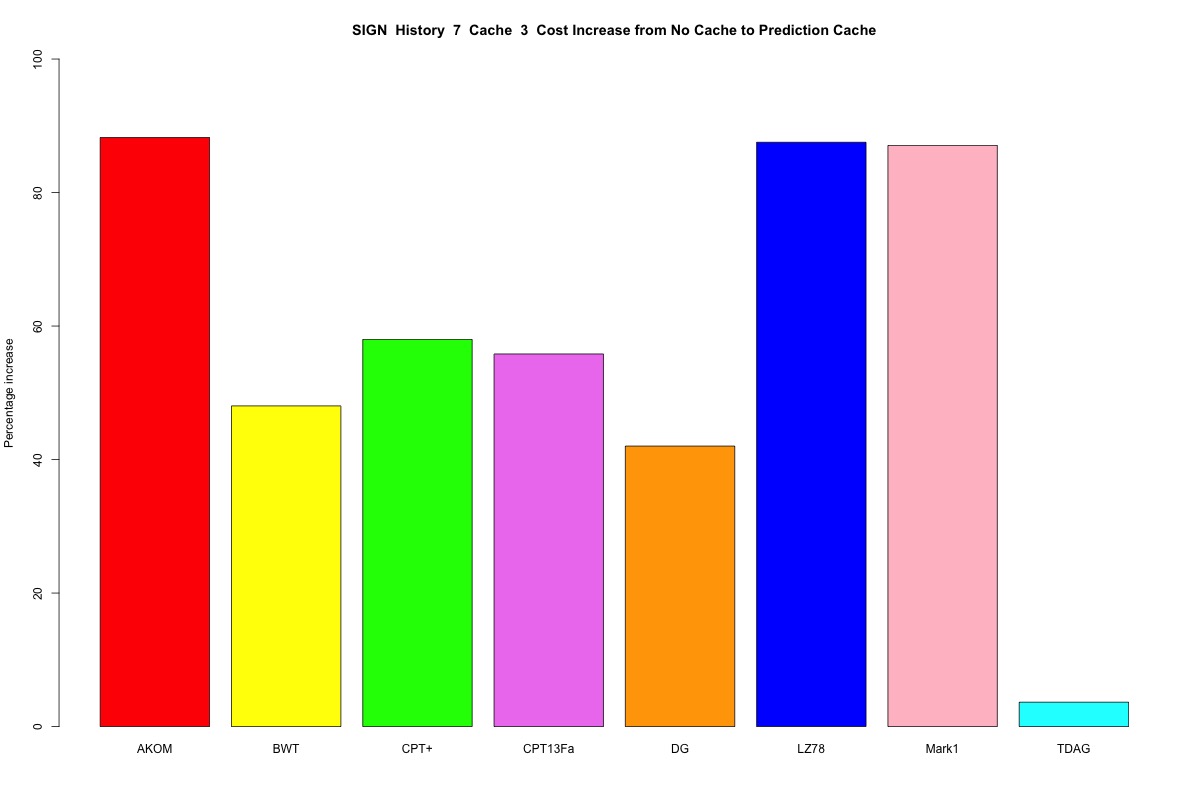 SIGN History 7 Cache 3 Cost Increase from No Cache to Prediction Cache
Percentage increase
100
80
60
40
20
0
AKOM BWT CPT+ CPT13Fa DG LZ78 Mark1 TDAG